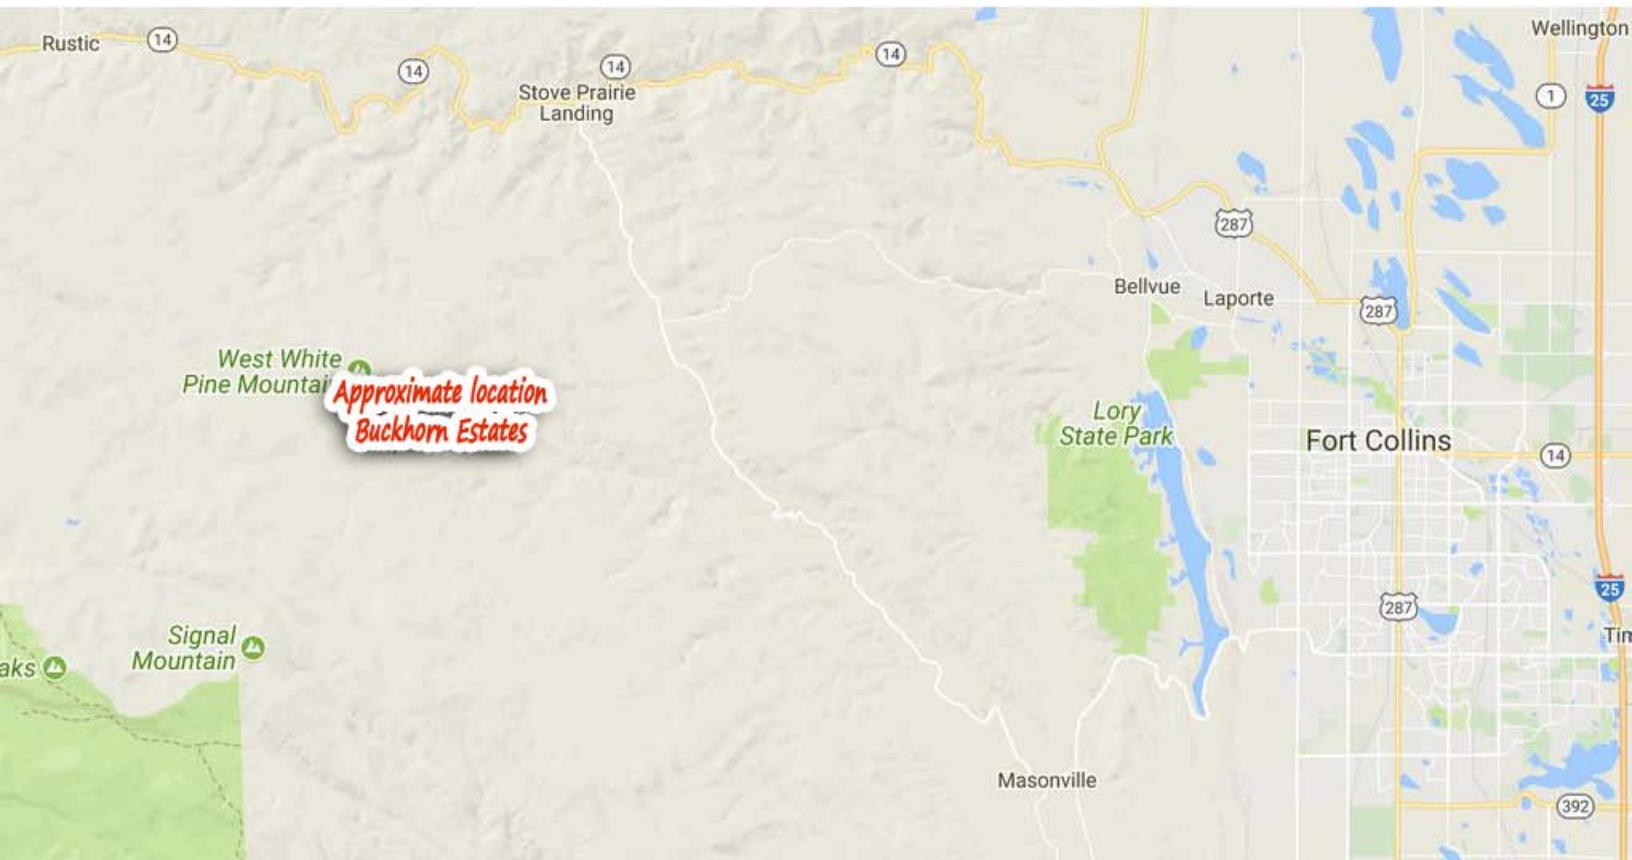 Wellington
Rustic
14
14
14
14
Stove Prairie
Landing
1
25
287
Bellvue
Laporte
287
West White
Pine Mountai
Approximate location
Buckhorn Estates
Lory
State Park
Fort Collins
14
25
287
Signal
Mountain
Tim
aks
Masonville
392